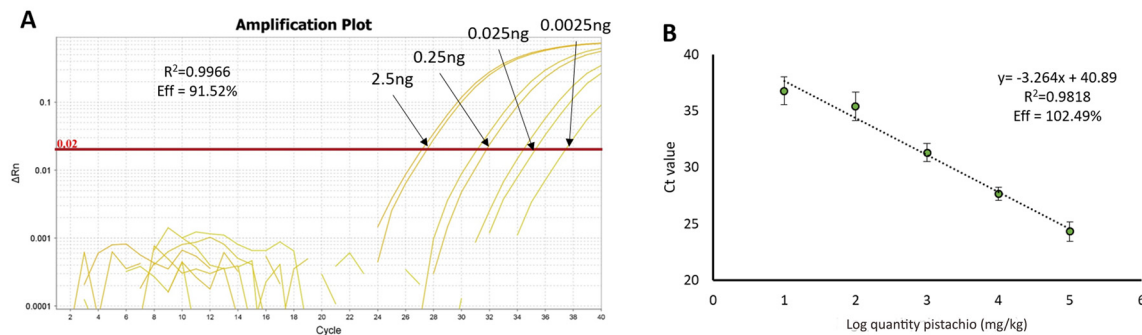 A
Amplification Plot
R²=0.9966
Eff = 91.52%
2.5ng
0.25ng
0.025ng
0.0025ng
0.02
ΔRn
0.1
0.01
0.001
0.0001
2 4 6 8 10 12 14 16 18 20 22 24 26 28 30 32 34 36 38 40
Cycle
B
y= -3.264x + 40.89
R²=0.9818
Eff = 102.49%
Ct value
40
35
30
25
20
0 1 2 3 4 5 6
Log quantity pistachio (mg/kg)